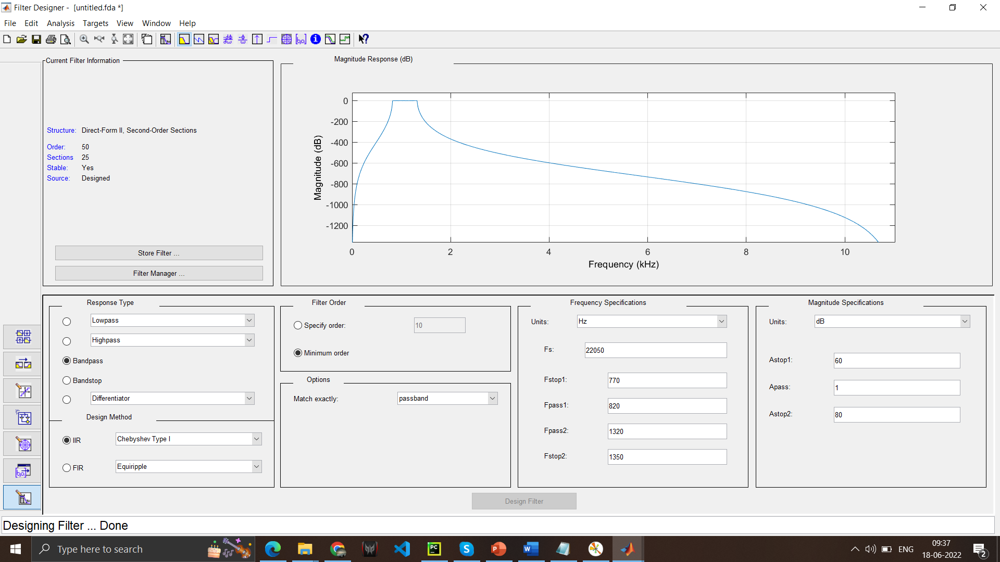 Filter Designer - [untitled.fda *]
File Edit Analysis Targets View Window Help
Current Filter Information
Structure: Direct-Form II, Second-Order Sections
Order: 50
Sections 25
Stable: Yes
Source: Designed
Store Filter ...
Filter Manager ...
Magnitude Response (dB)
0
-200
-400
-600
-800
-1000
-1200
Magnitude (dB)
0 2 4 6 8 10
Frequency (kHz)
Response Type
Lowpass
Highpass
Bandpass
Bandstop
Differentiator
Design Method
IIR Chebyshev Type I
FIR Equiripple
Filter Order
Specify order: 10
Minimum order
Options
Match exactly: passband
Frequency Specifications
Units: Hz
Fs: 22050
Fstop1: 770
Fpass1: 820
Fpass2: 1320
Fstop2: 1350
Magnitude Specifications
Units: dB
Astop1: 60
Apass: 1
Astop2: 80
Design Filter
Designing Filter ... Done
Type here to search
ENG
09:37
18-06-2022
2